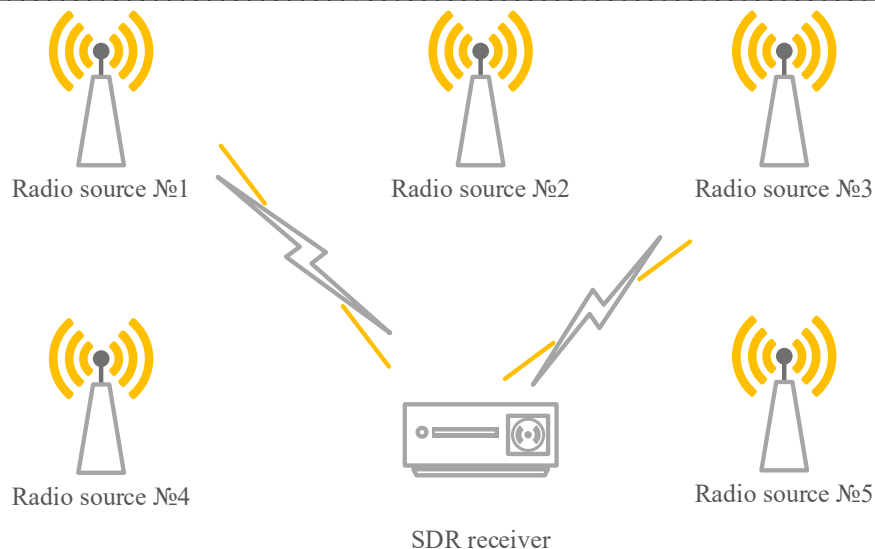 Radio source №1
Radio source №2
Radio source №3
Radio source №4
Radio source №5
SDR receiver